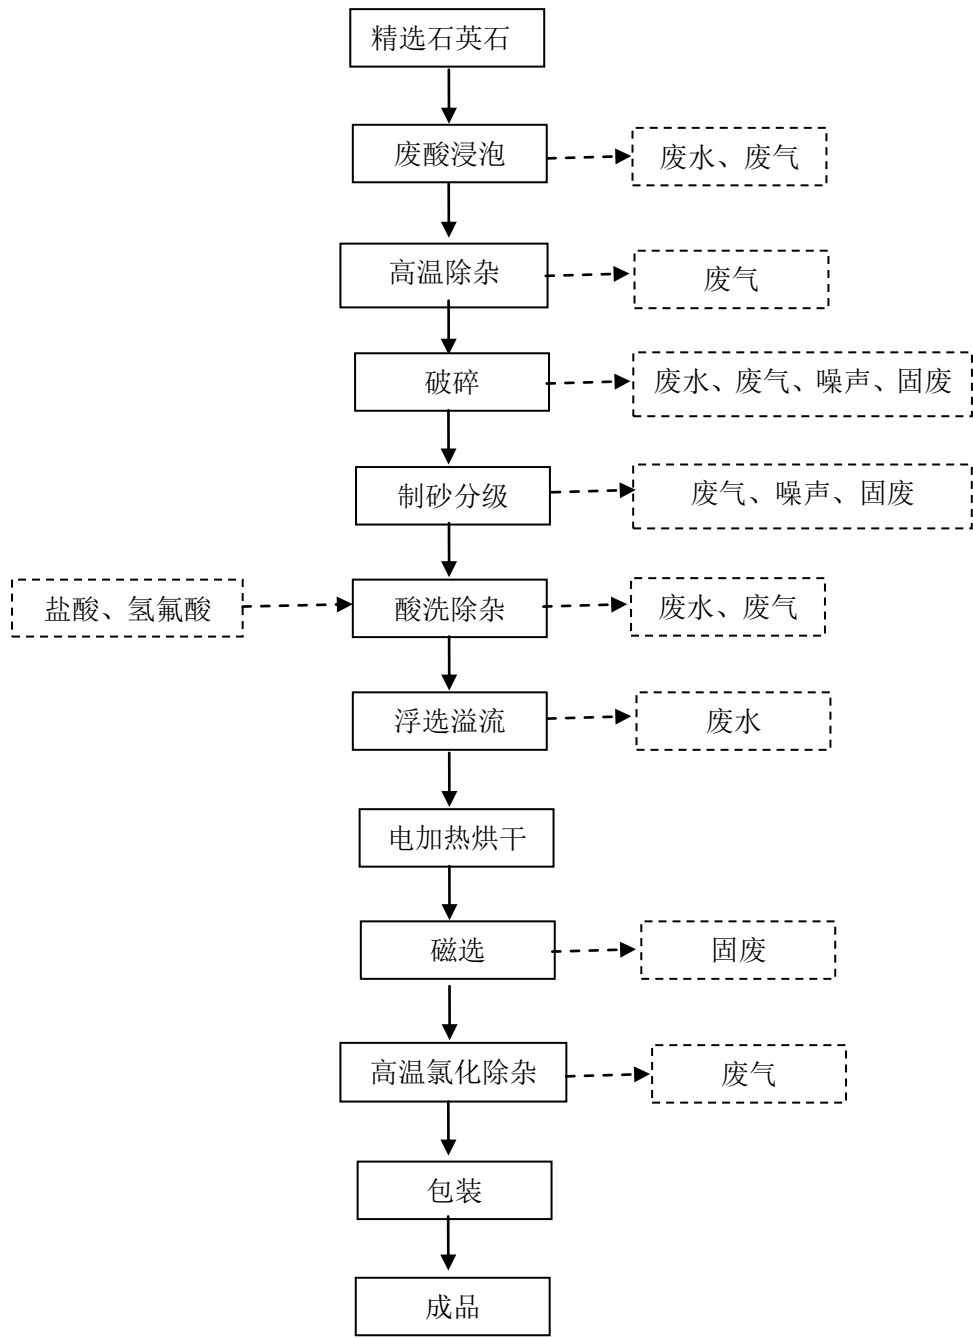 精选石英石
废酸浸泡
废水、废气
高温除杂
废气
破碎
废水、废气、噪声、固废
制砂分级
废气、噪声、固废
盐酸、氢氟酸
酸洗除杂
废水、废气
浮选溢流
废水
电加热烘干
磁选
固废
高温氯化除杂
废气
包装
成品